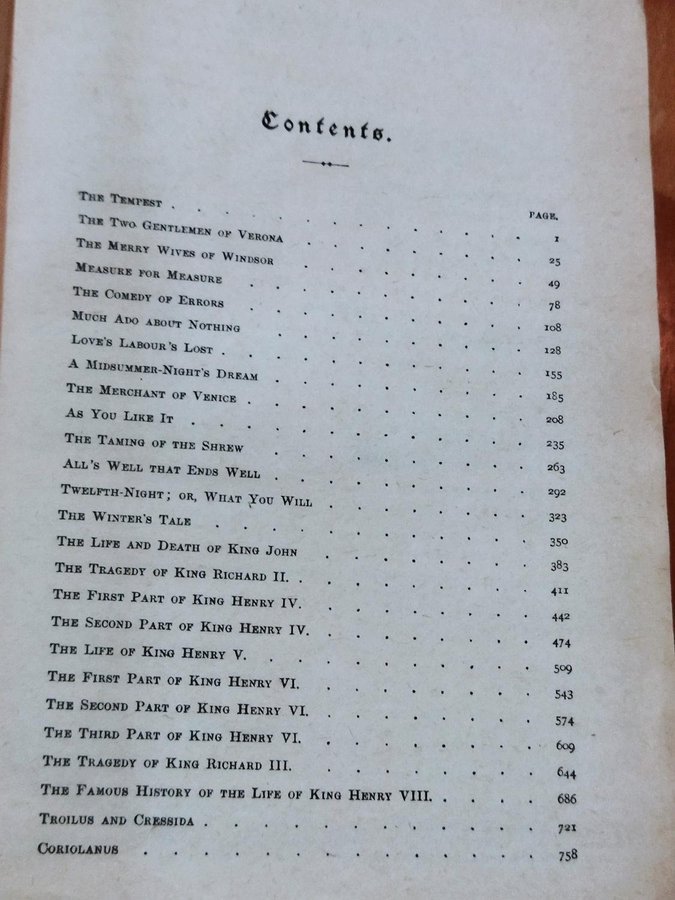 Contents.
PAGE.
THE TEMPEST . . . . . . . . . . . . . . 1
THE TWO GENTLEMEN OF VERONA . . . . . . . . . 25
THE MERRY WIVES OF WINDSOR . . . . . . . . . 49
MEASURE FOR MEASURE . . . . . . . . . . . 78
THE COMEDY OF ERRORS . . . . . . . . . . . 108
MUCH ADO ABOUT NOTHING . . . . . . . . . . 128
LOVE'S LABOUR'S LOST . . . . . . . . . . . . 155
A MIDSUMMER-NIGHT'S DREAM . . . . . . . . . . 185
THE MERCHANT OF VENICE . . . . . . . . . . . 208
AS YOU LIKE IT . . . . . . . . . . . . . 235
THE TAMING OF THE SHREW . . . . . . . . . . 263
ALL'S WELL THAT ENDS WELL . . . . . . . . . . 292
TWELFTH-NIGHT; OR, WHAT YOU WILL . . . . . . . . 323
THE WINTER'S TALE . . . . . . . . . . . . 350
THE LIFE AND DEATH OF KING JOHN . . . . . . . . 383
THE TRAGEDY OF KING RICHARD II. . . . . . . . . . 411
THE FIRST PART OF KING HENRY IV. . . . . . . . . 442
THE SECOND PART OF KING HENRY IV. . . . . . . . . 474
THE LIFE OF KING HENRY V. . . . . . . . . . . 509
THE FIRST PART OF KING HENRY VI. . . . . . . . . 543
THE SECOND PART OF KING HENRY VI. . . . . . . . . 574
THE THIRD PART OF KING HENRY VI. . . . . . . . . 609
THE TRAGEDY OF KING RICHARD III. . . . . . . . . 644
THE FAMOUS HISTORY OF THE LIFE OF KING HENRY VIII. . . . . 686
TROILUS AND CRESSIDA . . . . . . . . . . . . 721
CORIOLANUS . . . . . . . . . . . . . . 758